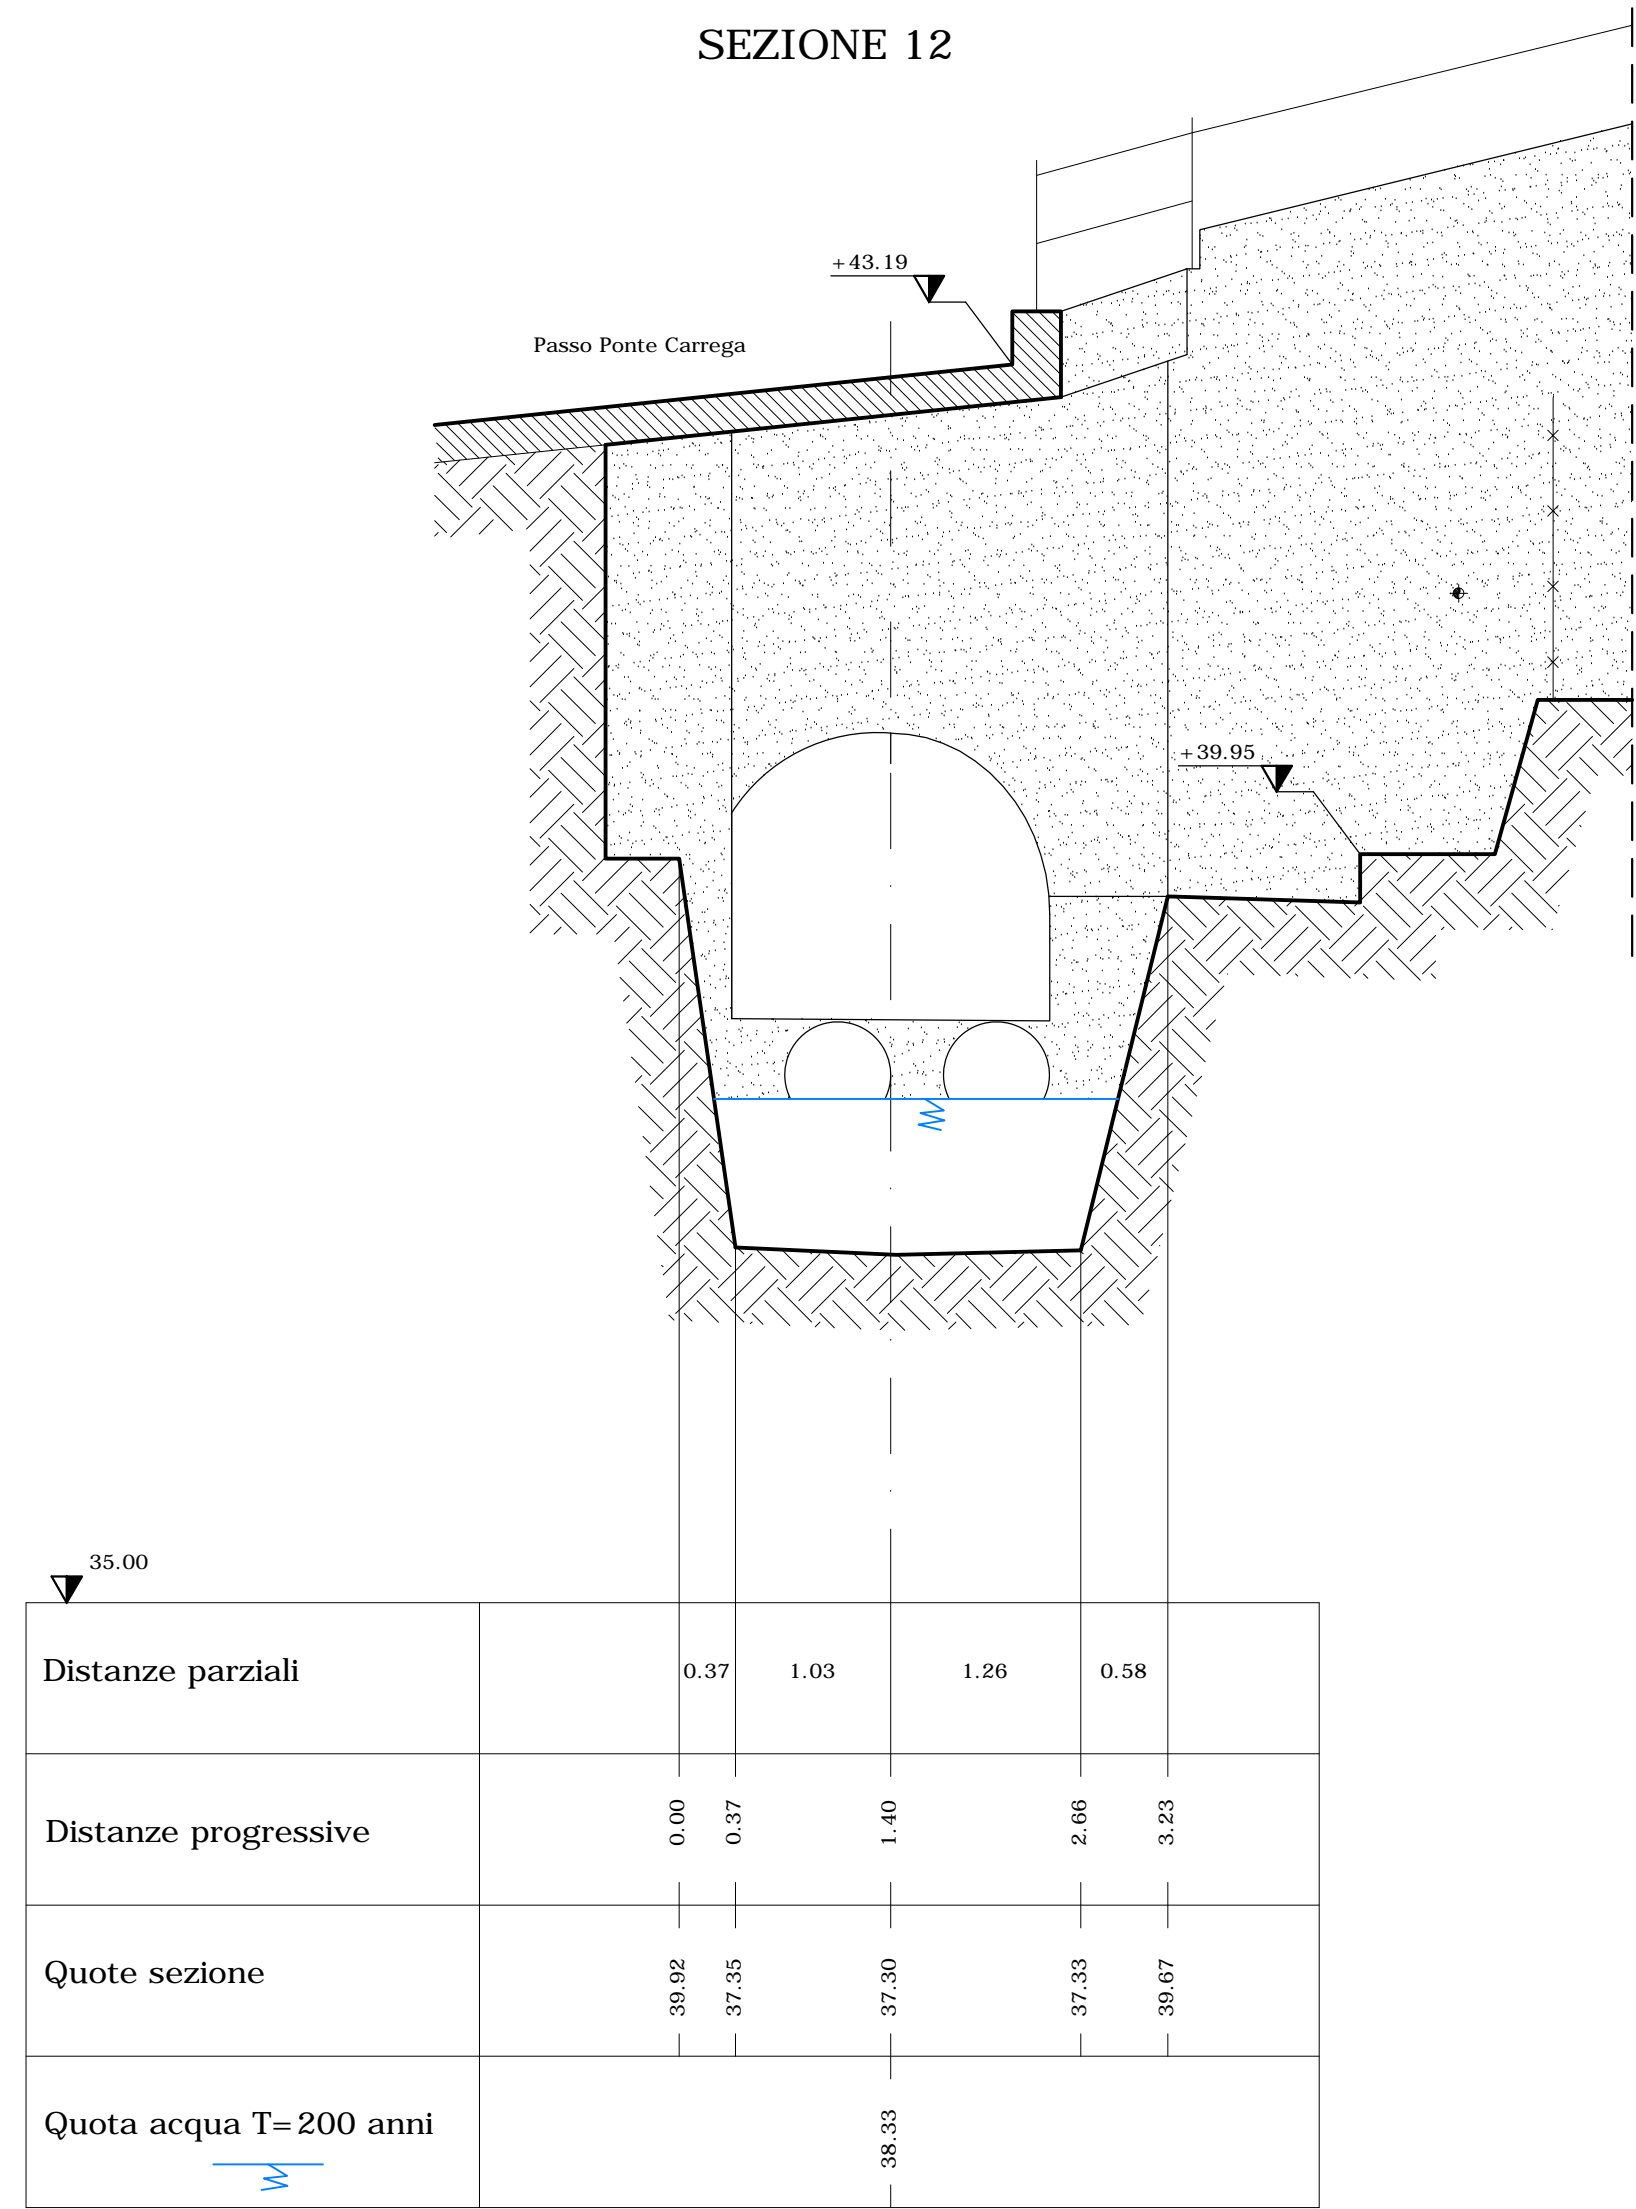 SEZIONE 12
+43.19
Passo Ponte Carrega
+39.95
35.00
Distanze parziali 0.37 1.03 1.26 0.58
Distanze progressive 0.00 0.37 1.40 2.66 3.23
Quote sezione 39.92 37.35 37.30 37.33 39.67
Quota acqua T=200 anni 38.33